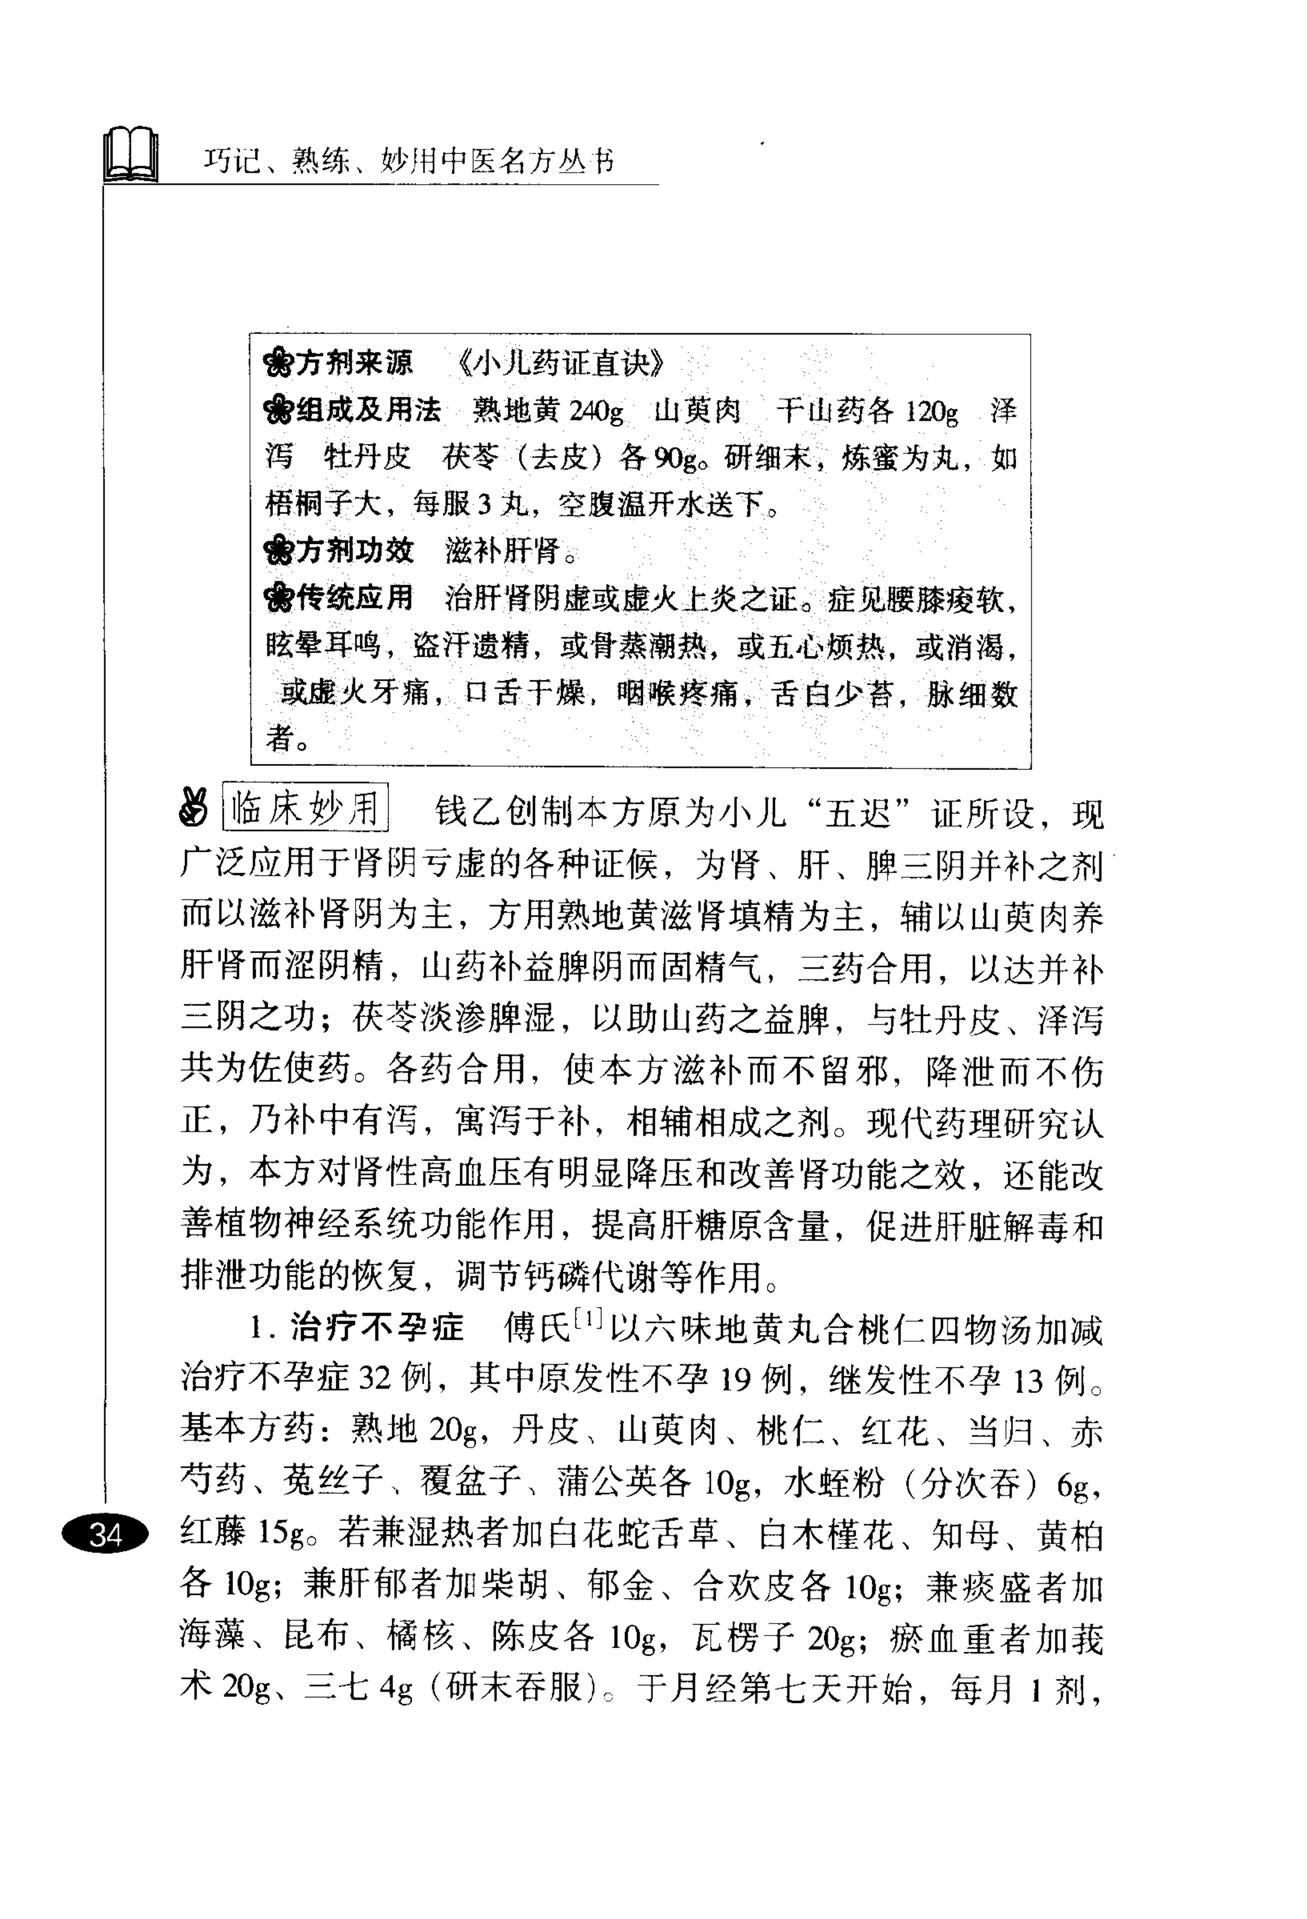 巧记、熟练、妙用中医名方丛书
方剂来源 《小儿药证直诀》
组成及用法 熟地黄 240g 山萸肉 干山药各 120g 泽
泻 牡丹皮 茯苓（去皮）各 90g。研细末，炼蜜为丸，如
梧桐子大，每服 3 丸，空腹温开水送下。
方剂功效 滋补肝肾。
传统应用 治肝肾阴虚或虚火上炎之证。症见腰膝痠软，
眩晕耳鸣，盗汗遗精，或骨蒸潮热，或五心烦热，或消渴，
或虚火牙痛，口舌干燥，咽喉疼痛，舌白少苔，脉细数
者。
临床妙用 钱乙创制本方原为小儿“五迟”证所设，现
广泛应用于肾阴亏虚的各种证候，为肾、肝、脾三阴并补之剂
而以滋补肾阴为主，方用熟地黄滋肾填精为主，辅以山萸肉养
肝肾而涩阴精，山药补益脾阴而固精气，三药合用，以达并补
三阴之功；茯苓淡渗脾湿，以助山药之益脾，与牡丹皮、泽泻
共为佐使药。各药合用，使本方滋补而不留邪，降泄而不伤
正，乃补中有泻，寓泻于补，相辅相成之剂。现代药理研究认
为，本方对肾性高血压有明显降压和改善肾功能之效，还能改
善植物神经系统功能作用，提高肝糖原含量，促进肝脏解毒和
排泄功能的恢复，调节钙磷代谢等作用。
1. 治疗不孕症 傅氏[1]以六味地黄丸合桃仁四物汤加减
治疗不孕症 32 例，其中原发性不孕 19 例，继发性不孕 13 例。
基本方药：熟地 20g，丹皮、山萸肉、桃仁、红花、当归、赤
芍药、菟丝子、覆盆子、蒲公英各 10g，水蛭粉（分次吞）6g，
红藤 15g。若兼湿热者加白花蛇舌草、白木槿花、知母、黄柏
各 10g；兼肝郁者加柴胡、郁金、合欢皮各 10g；兼痰盛者加
海藻、昆布、橘核、陈皮各 10g，瓦楞子 20g；瘀血重者加莪
术 20g、三七 4g（研末吞服）。于月经第七天开始，每月 1 剂，
34